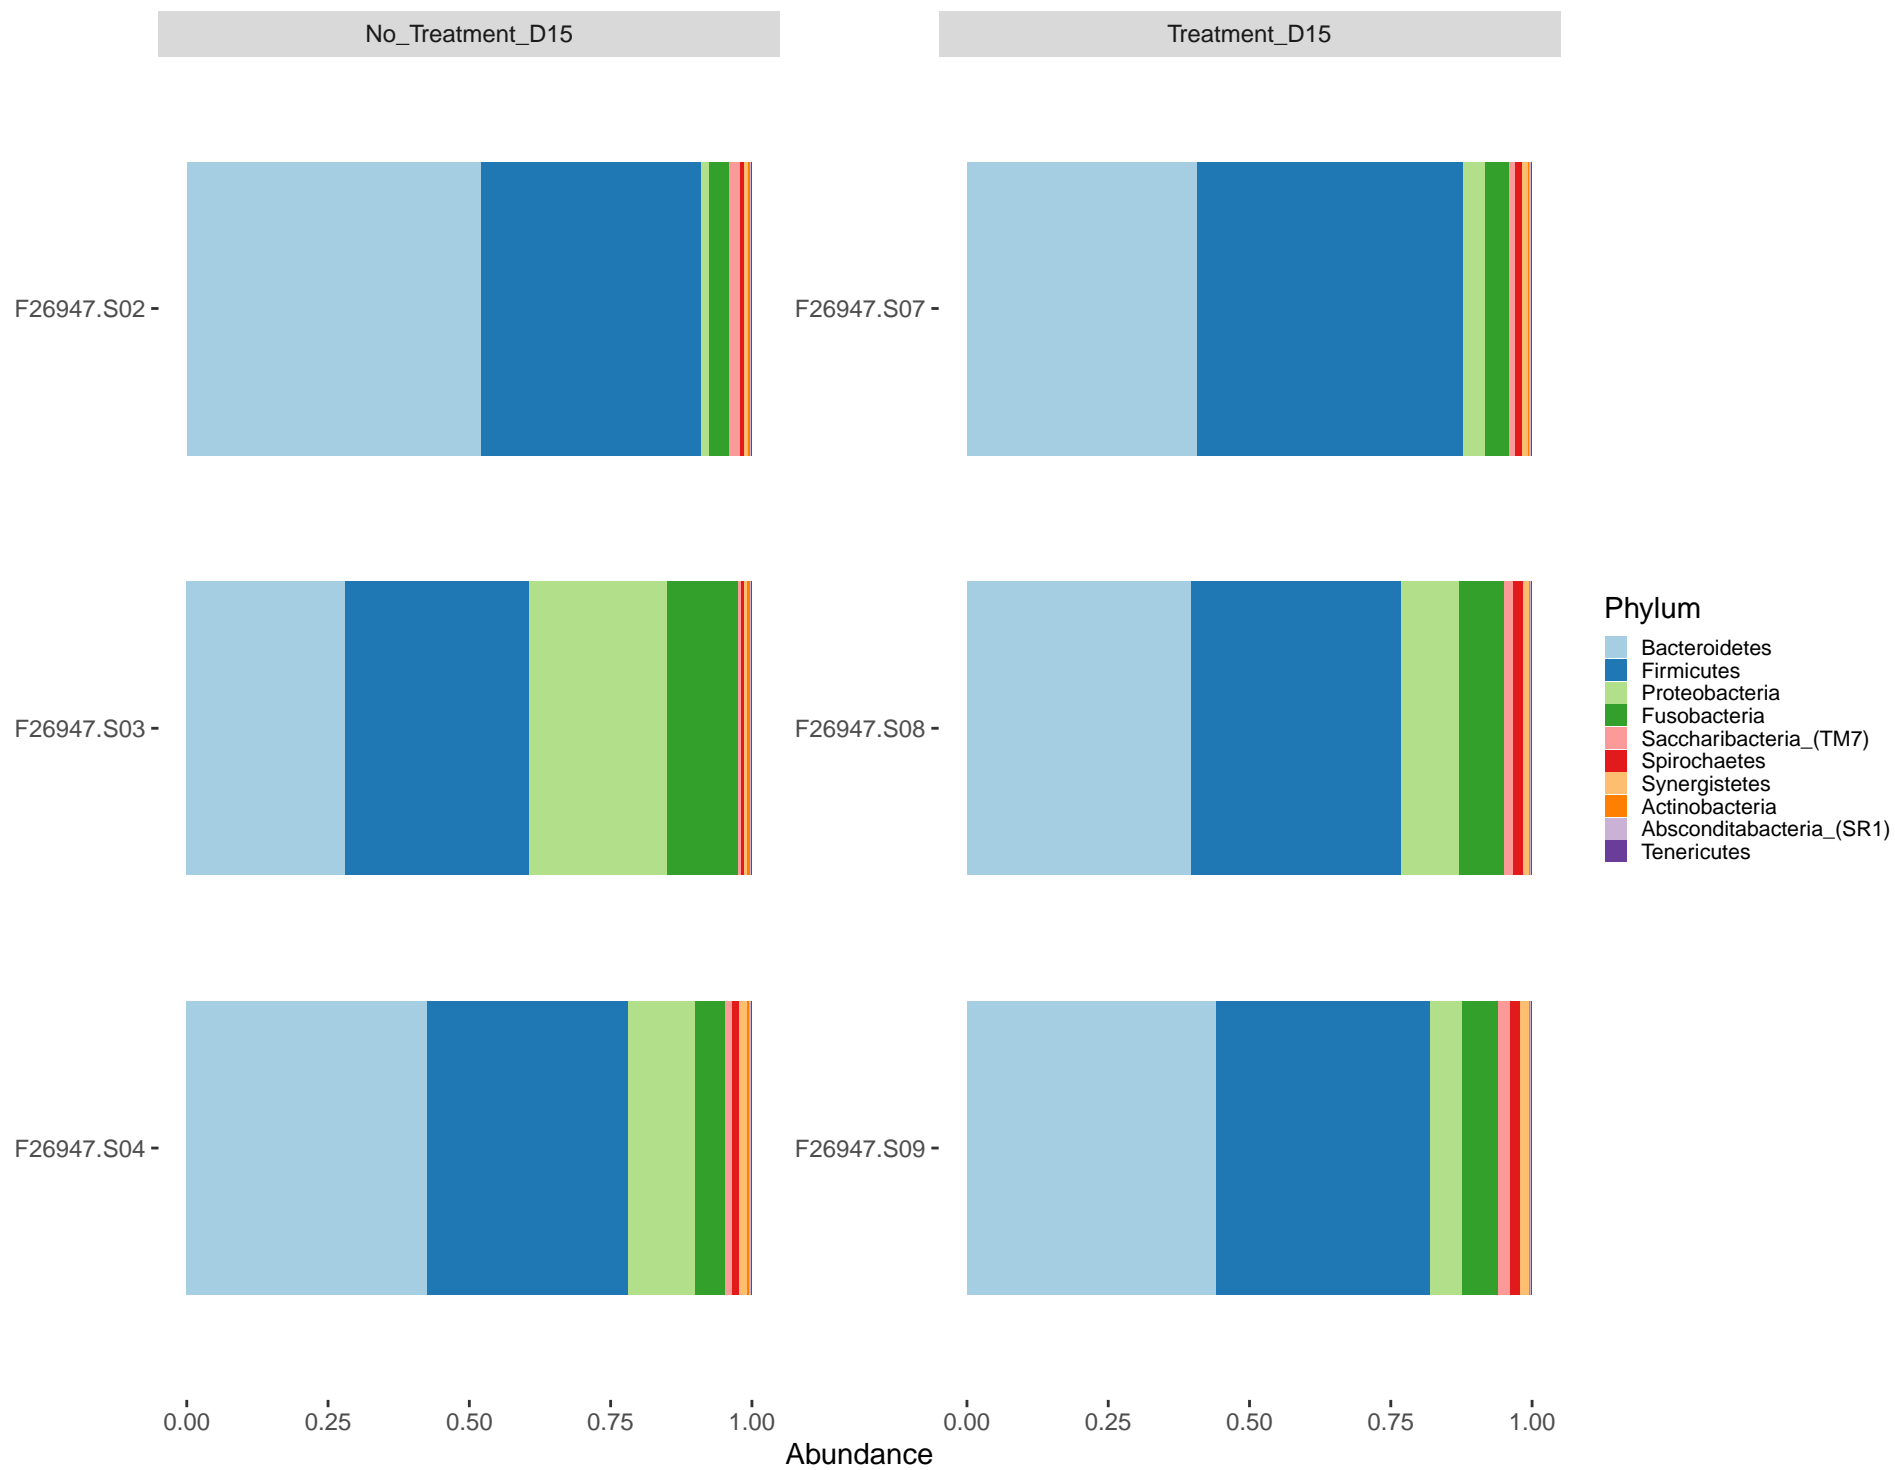 No_Treatment_D15
Treatment_D15
F26947.S02
F26947.S07
F26947.S03
F26947.S08
F26947.S04
F26947.S09
Phylum
Bacteroidetes
Firmicutes
Proteobacteria
Fusobacteria
Saccharibacteria_(TM7)
Spirochaetes
Synergistetes
Actinobacteria
Absconditabacteria_(SR1)
Tenericutes
0.00 0.25 0.50 0.75 1.00
0.00 0.25 0.50 0.75 1.00
Abundance